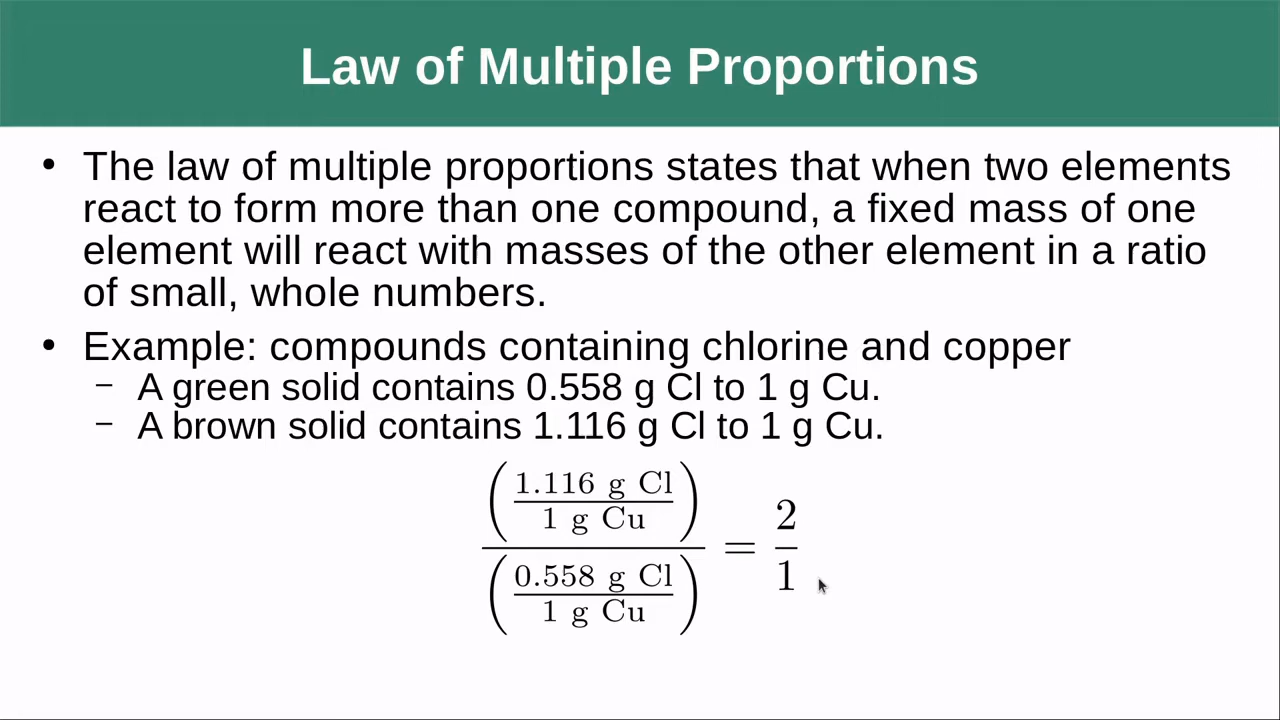 Law of Multiple Proportions
• The law of multiple proportions states that when two elements
react to form more than one compound, a fixed mass of one
element will react with masses of the other element in a ratio
of small, whole numbers.
• Example: compounds containing chlorine and copper
– A green solid contains 0.558 g Cl to 1 g Cu.
– A brown solid contains 1.116 g Cl to 1 g Cu.
(1.116 g Cl / 1 g Cu) / (0.558 g Cl / 1 g Cu) = 2 / 1